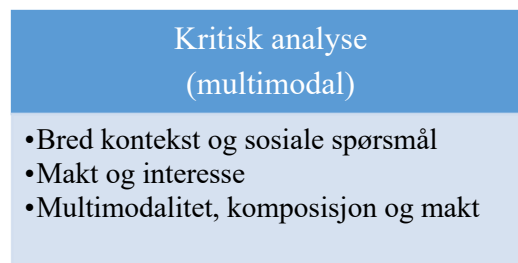 Kritisk analyse
(multimodal)
•Bred kontekst og sosiale spørsmål
•Makt og interesse
•Multimodalitet, komposisjon og makt